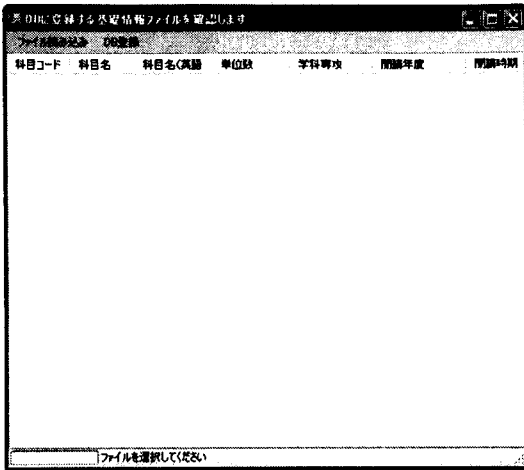 DBに登録する基礎情報ファイルを確認します
ファイル読み込み DB登録
科目コード 科目名 科目名(英語 単位数 学科専攻 開講年度 開講時期
ファイルを選択してください